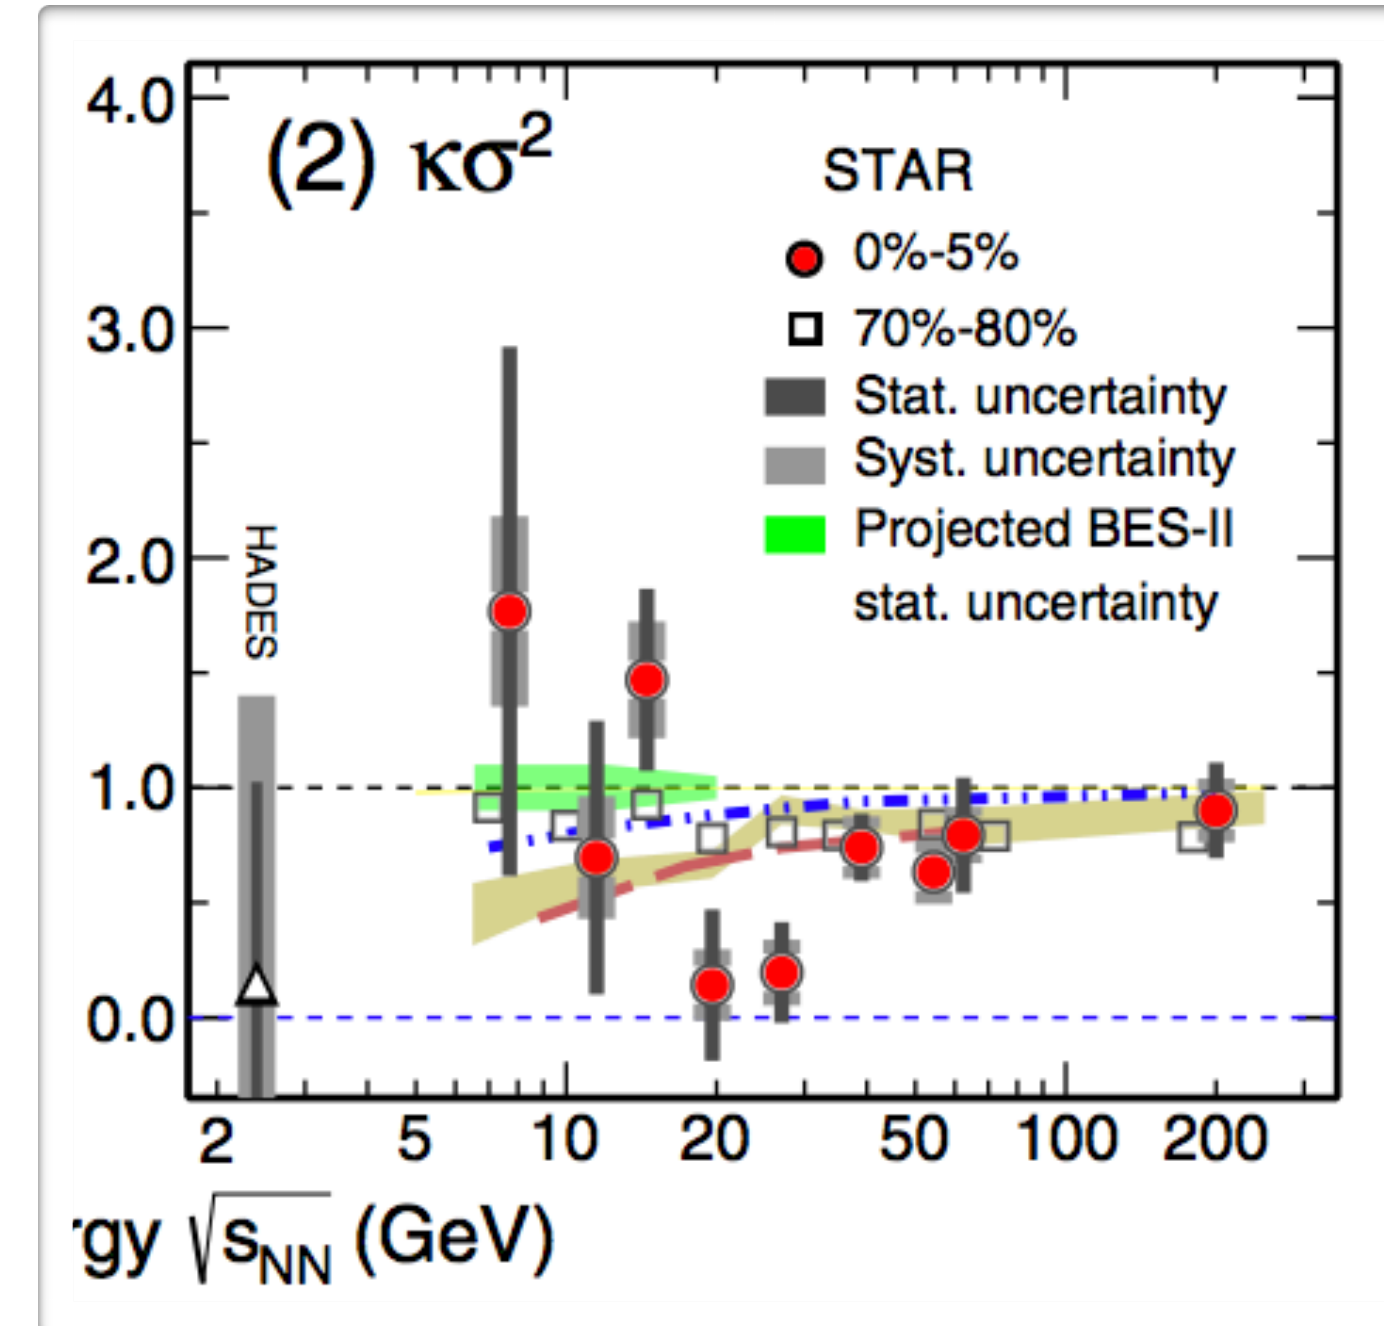 4.0
(2) κσ²
STAR
0%-5%
3.0
70%-80%
Stat. uncertainty
Syst. uncertainty
HADES
Projected BES-II
2.0
stat. uncertainty
1.0
0.0
2 5 10 20 50 100 200
rgy √sNN (GeV)